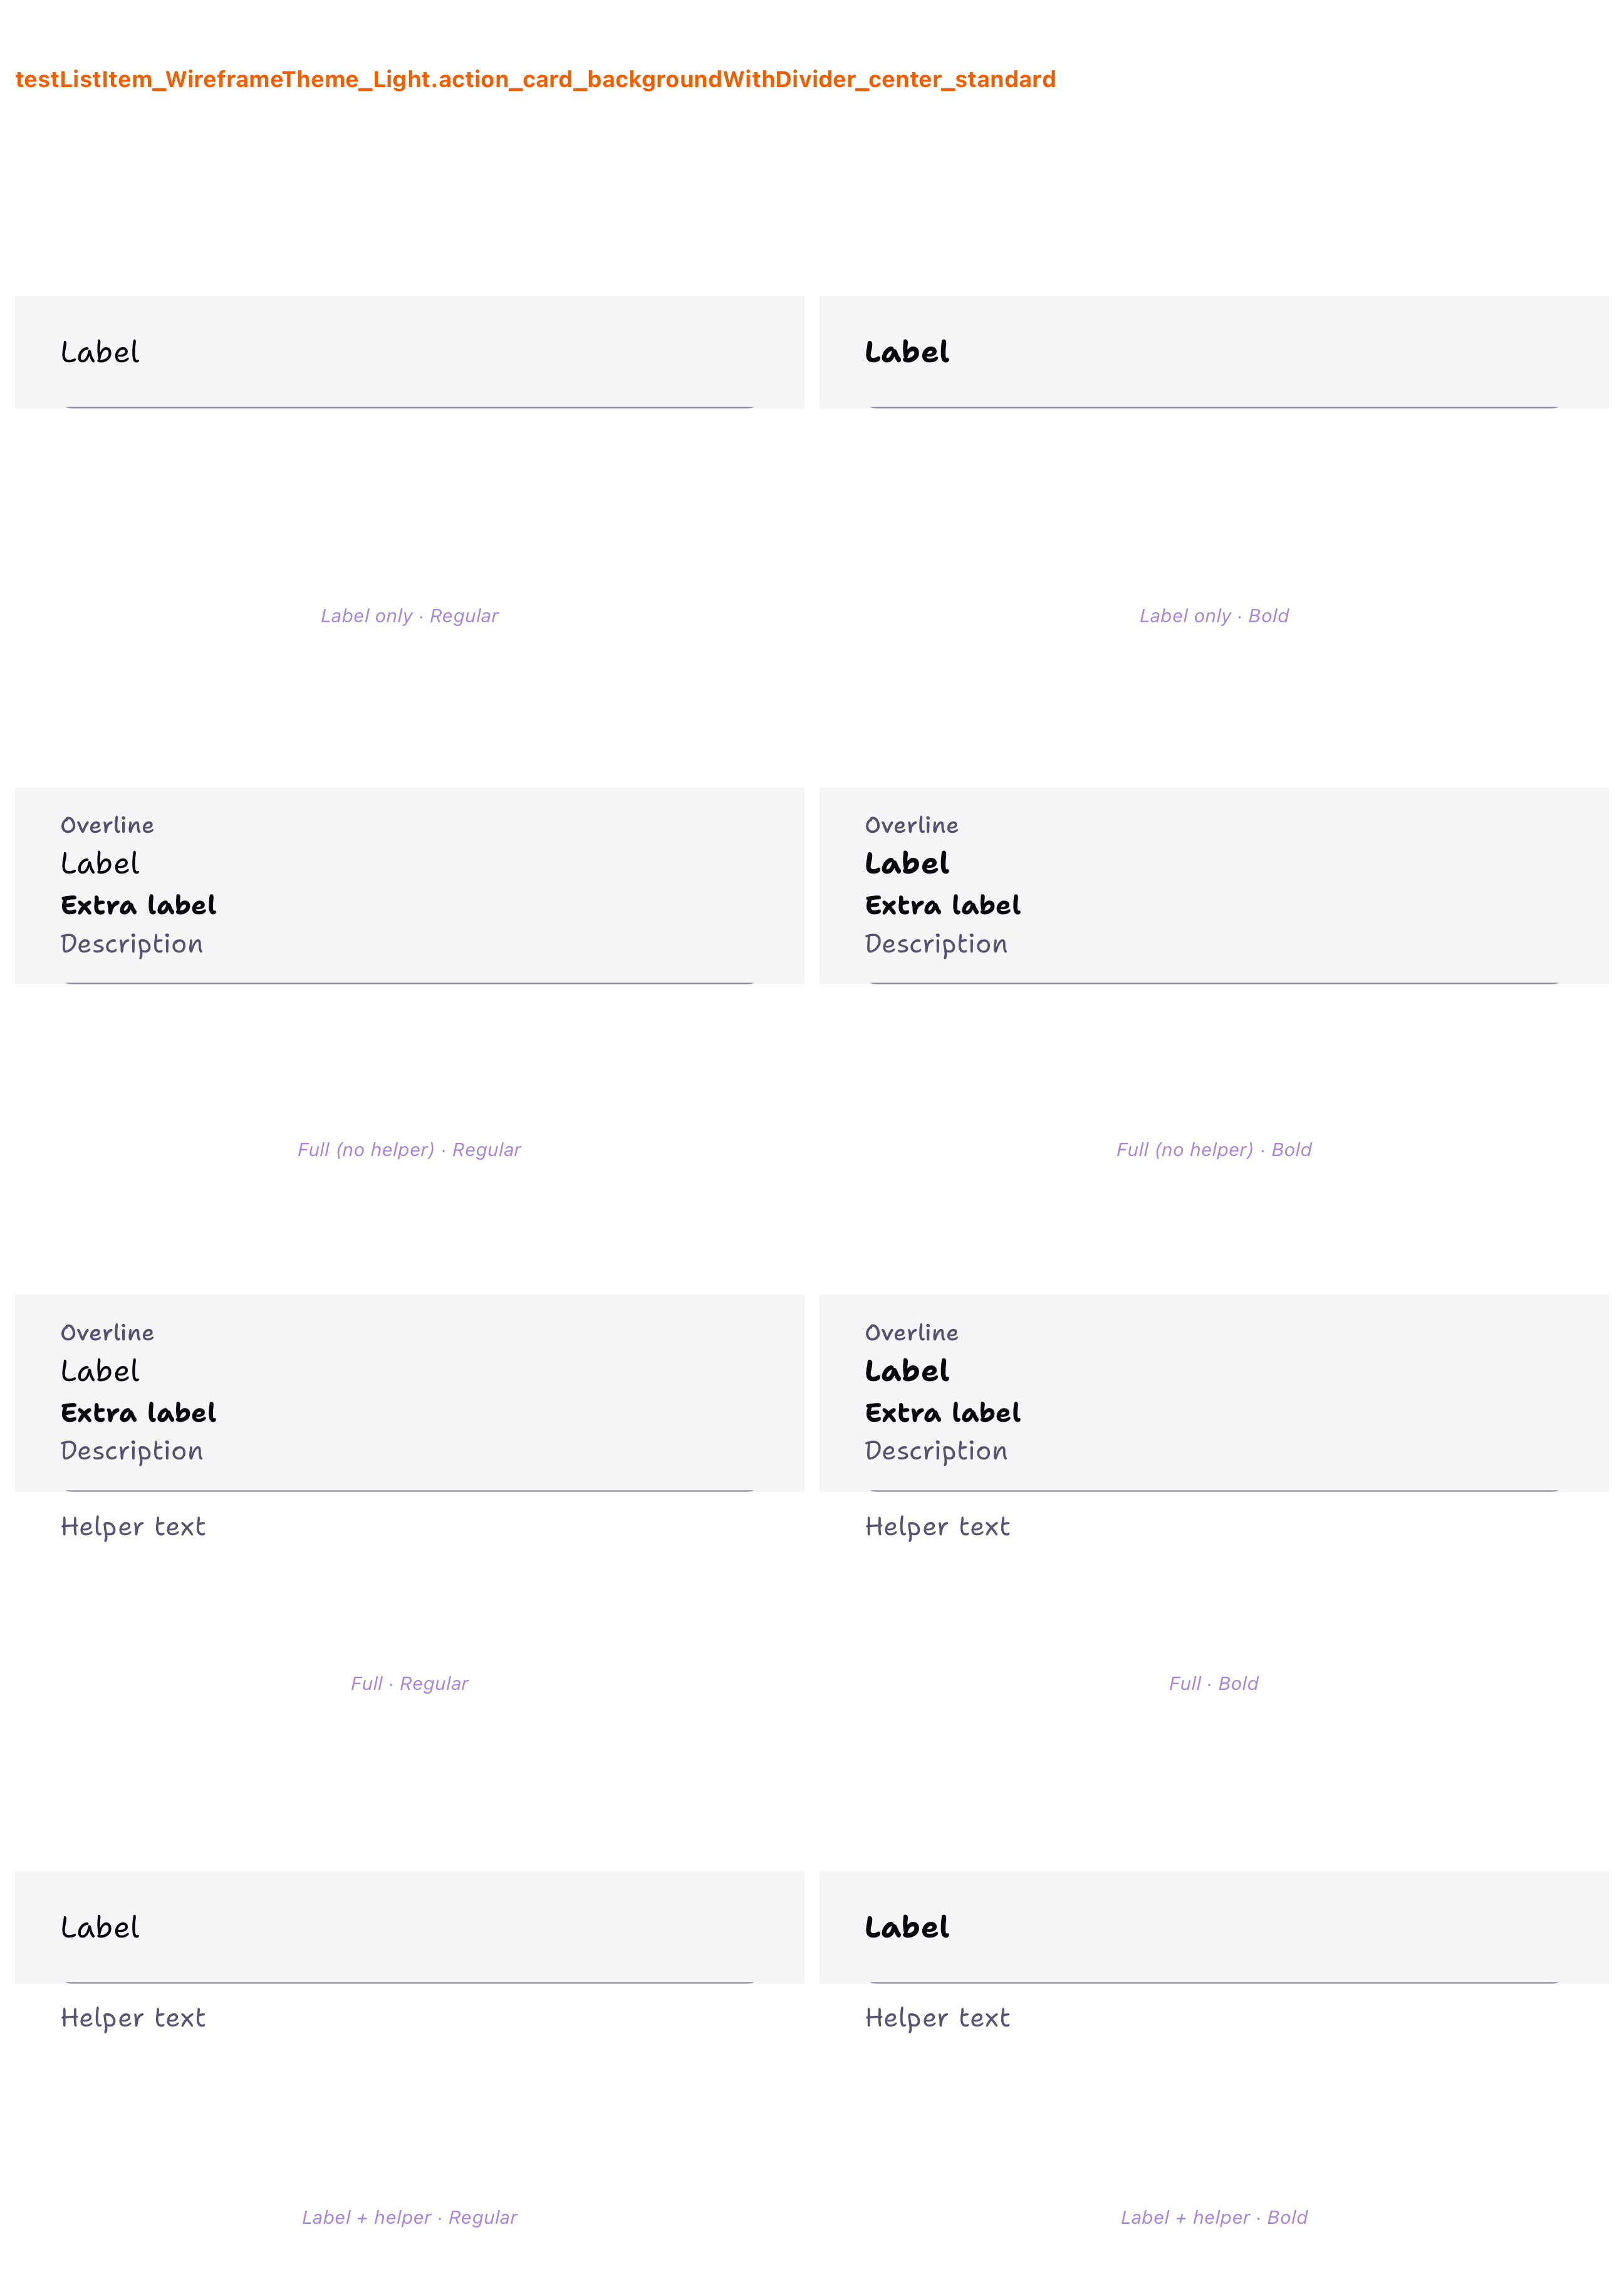 testListItem_WireframeTheme_Light.action_card_backgroundWithDivider_center_standard
Label
Label
Label only · Regular
Label only · Bold
Overline
Label
Extra label
Description
Overline
Label
Extra label
Description
Full (no helper) · Regular
Full (no helper) · Bold
Overline
Label
Extra label
Description
Helper text
Overline
Label
Extra label
Description
Helper text
Full · Regular
Full · Bold
Label
Helper text
Label
Helper text
Label + helper · Regular
Label + helper · Bold